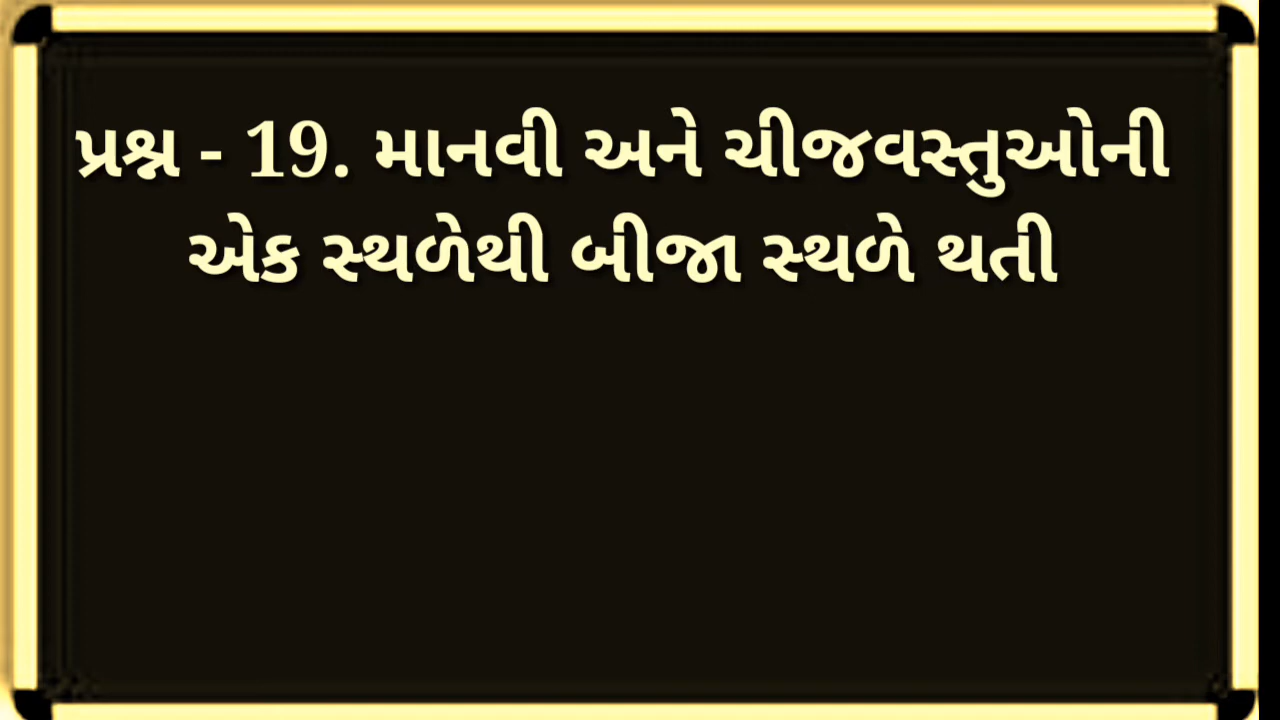 પ્રશ્ન - 19. માનવી અને ચીજવસ્તુઓની
એક સ્થળેથી બીજા સ્થળે થતી